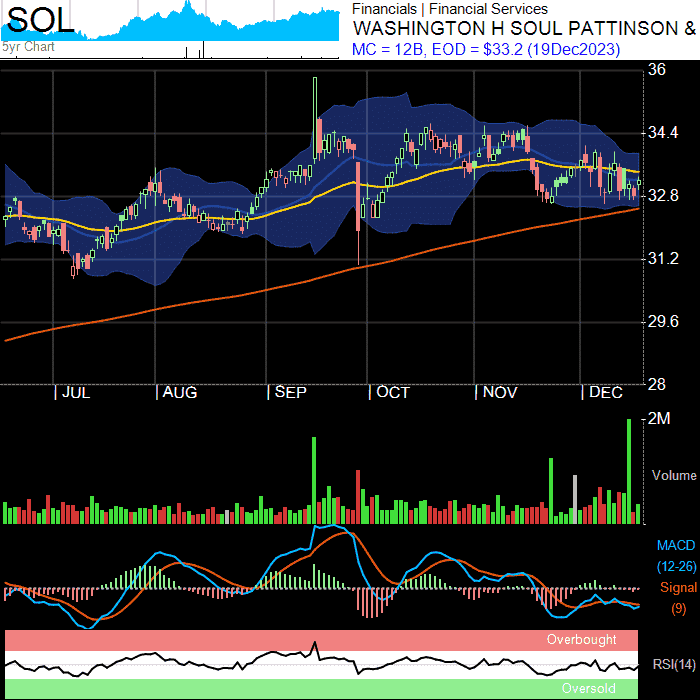 SOL
5yr Chart
Financials | Financial Services
WASHINGTON H SOUL PATTINSON &
MC = 12B, EOD = $33.2 (19Dec2023)
36
34.4
32.8
31.2
29.6
28
JUL AUG SEP OCT NOV DEC
2M
Volume
MACD
(12-26)
Signal
(9)
Overbought
RSI(14)
Oversold